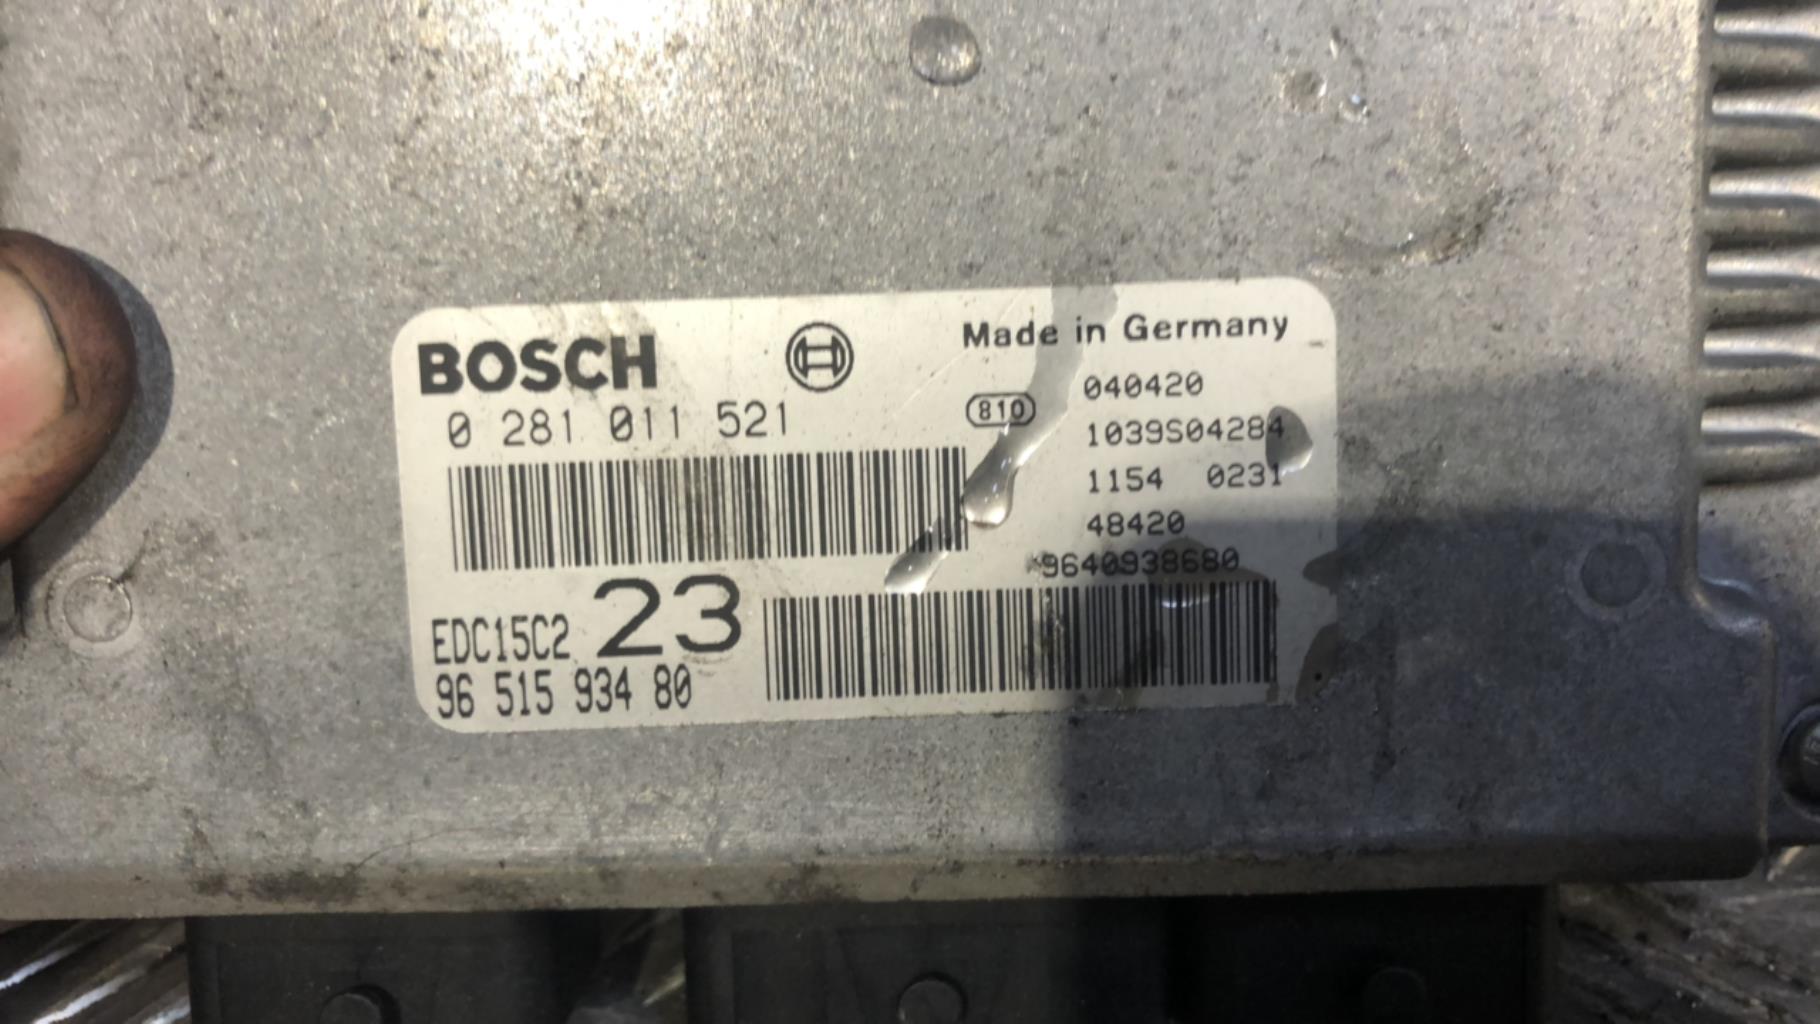 BOSCH
0 281 011 521
Made in Germany
810
040420
1039S04284
1154 0231
48420
9640938680
EDC15C2 23
96 515 934 80